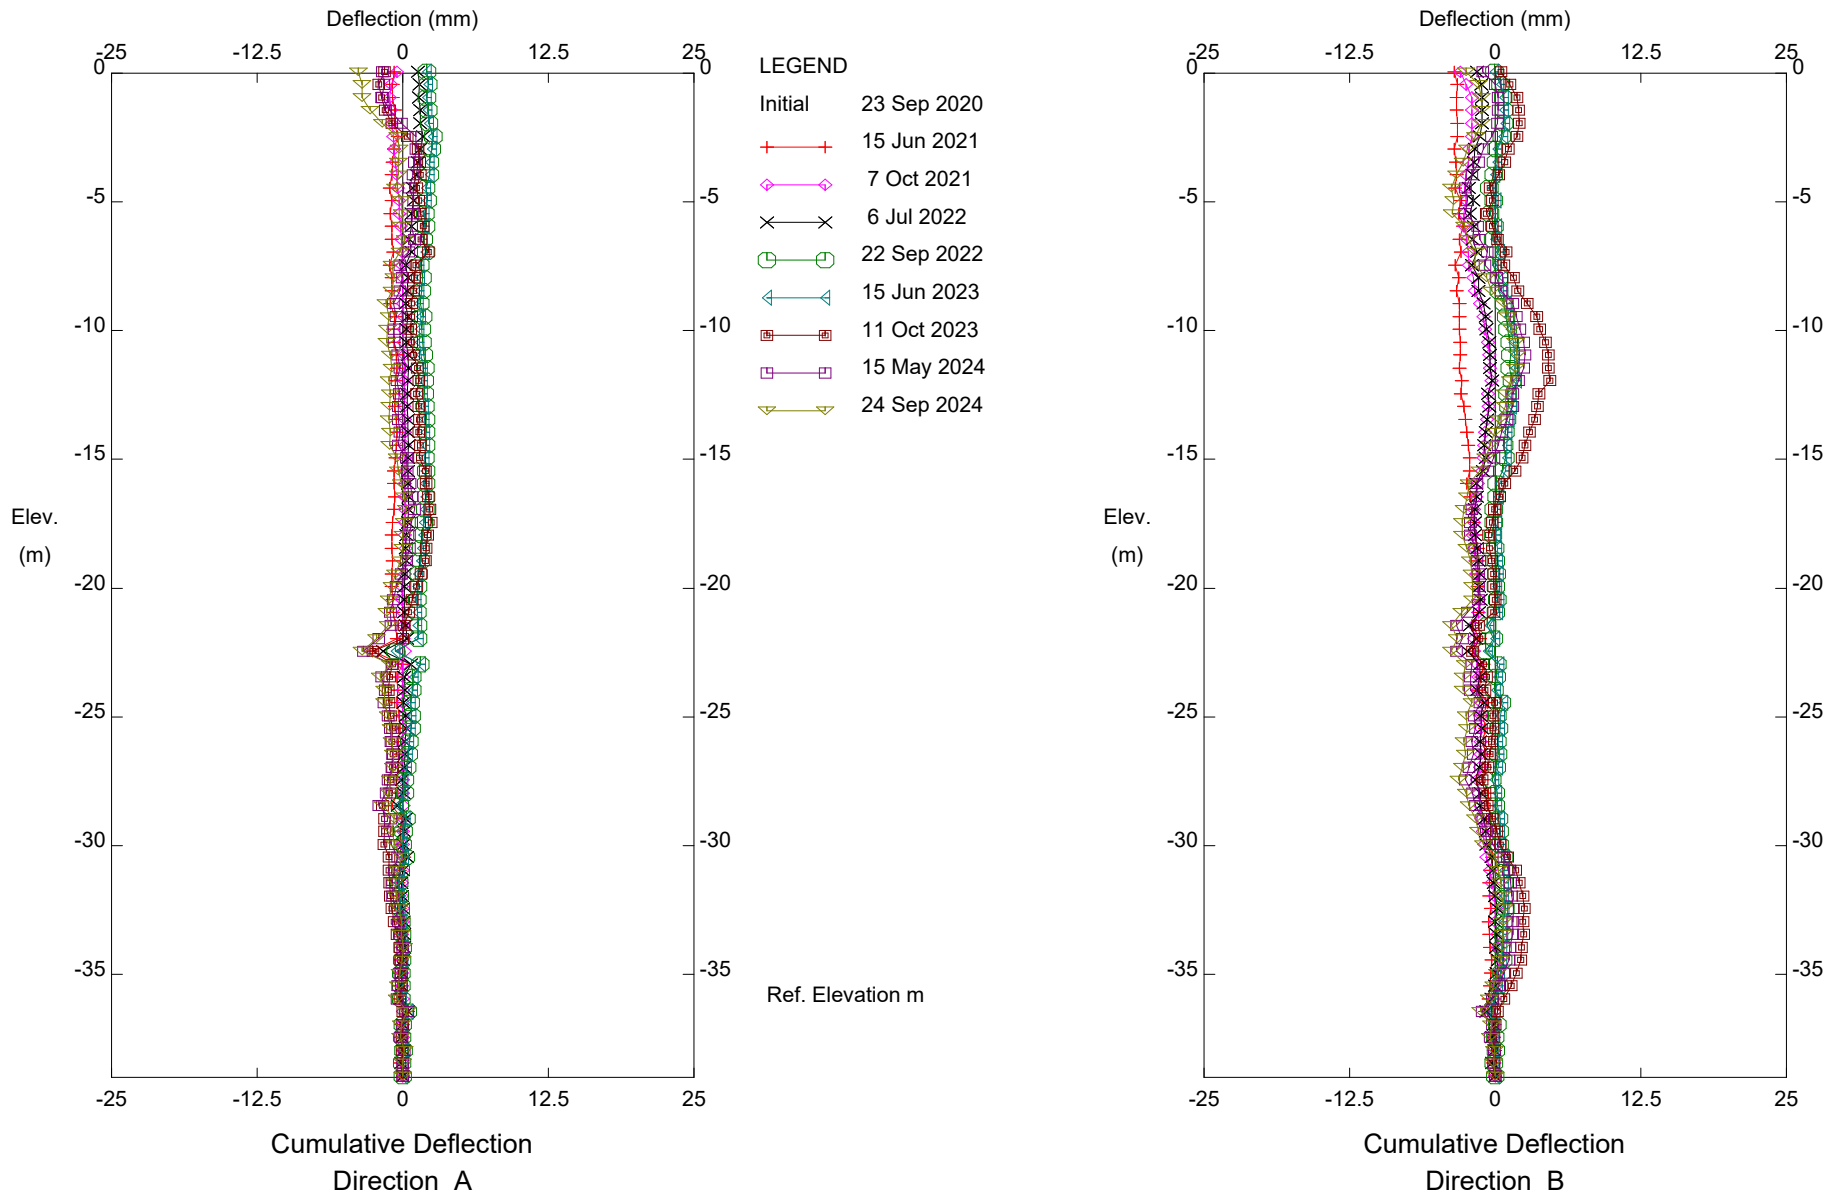 Deflection (mm)
-25 -12.5 0 12.5 25
0 0
-5 -5
-10 -10
-15 -15
-20 -20
-25 -25
-30 -30
-35 -35
Elev.
(m)
-25 -12.5 0 12.5 25
Cumulative Deflection
Direction A
LEGEND
Initial 23 Sep 2020
15 Jun 2021
7 Oct 2021
6 Jul 2022
22 Sep 2022
15 Jun 2023
11 Oct 2023
15 May 2024
24 Sep 2024
Ref. Elevation m
Deflection (mm)
-25 -12.5 0 12.5 25
0 0
-5 -5
-10 -10
-15 -15
-20 -20
-25 -25
-30 -30
-35 -35
Elev.
(m)
-25 -12.5 0 12.5 25
Cumulative Deflection
Direction B